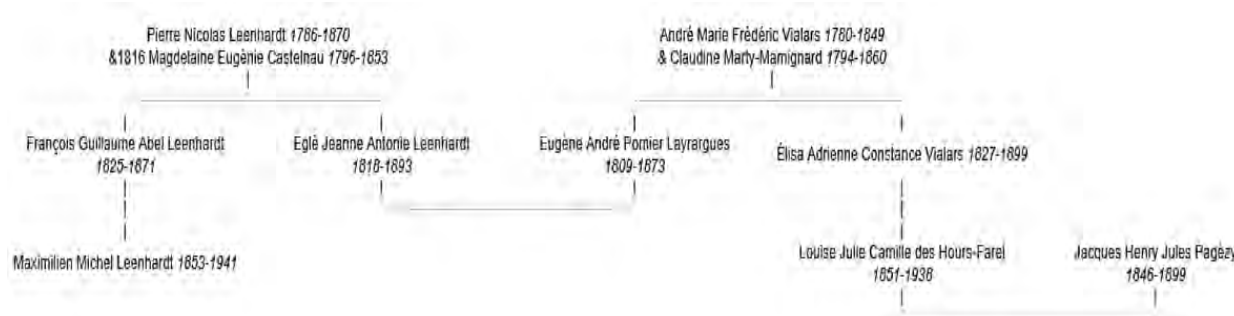 Pierre Nicolas Leenhardt 1786-1870
&1816 Magdelaine Eugénie Castelnau 1796-1853
André Marie Frédéric Vialars 1780-1849
& Claudine Marty-Mamignard 1794-1860
François Guillaume Abel Leenhardt
1825-1871
Eglé Jeanne Antonie Leenhardt
1818-1893
Eugène André Pomier Layrargues
1809-1873
Élisa Adrienne Constance Vialars 1827-1899
Maximilien Michel Leenhardt 1853-1941
Louise Julie Camille des Hours-Farel
1851-1938
Jacques Henry Jules Pagézy
1846-1899